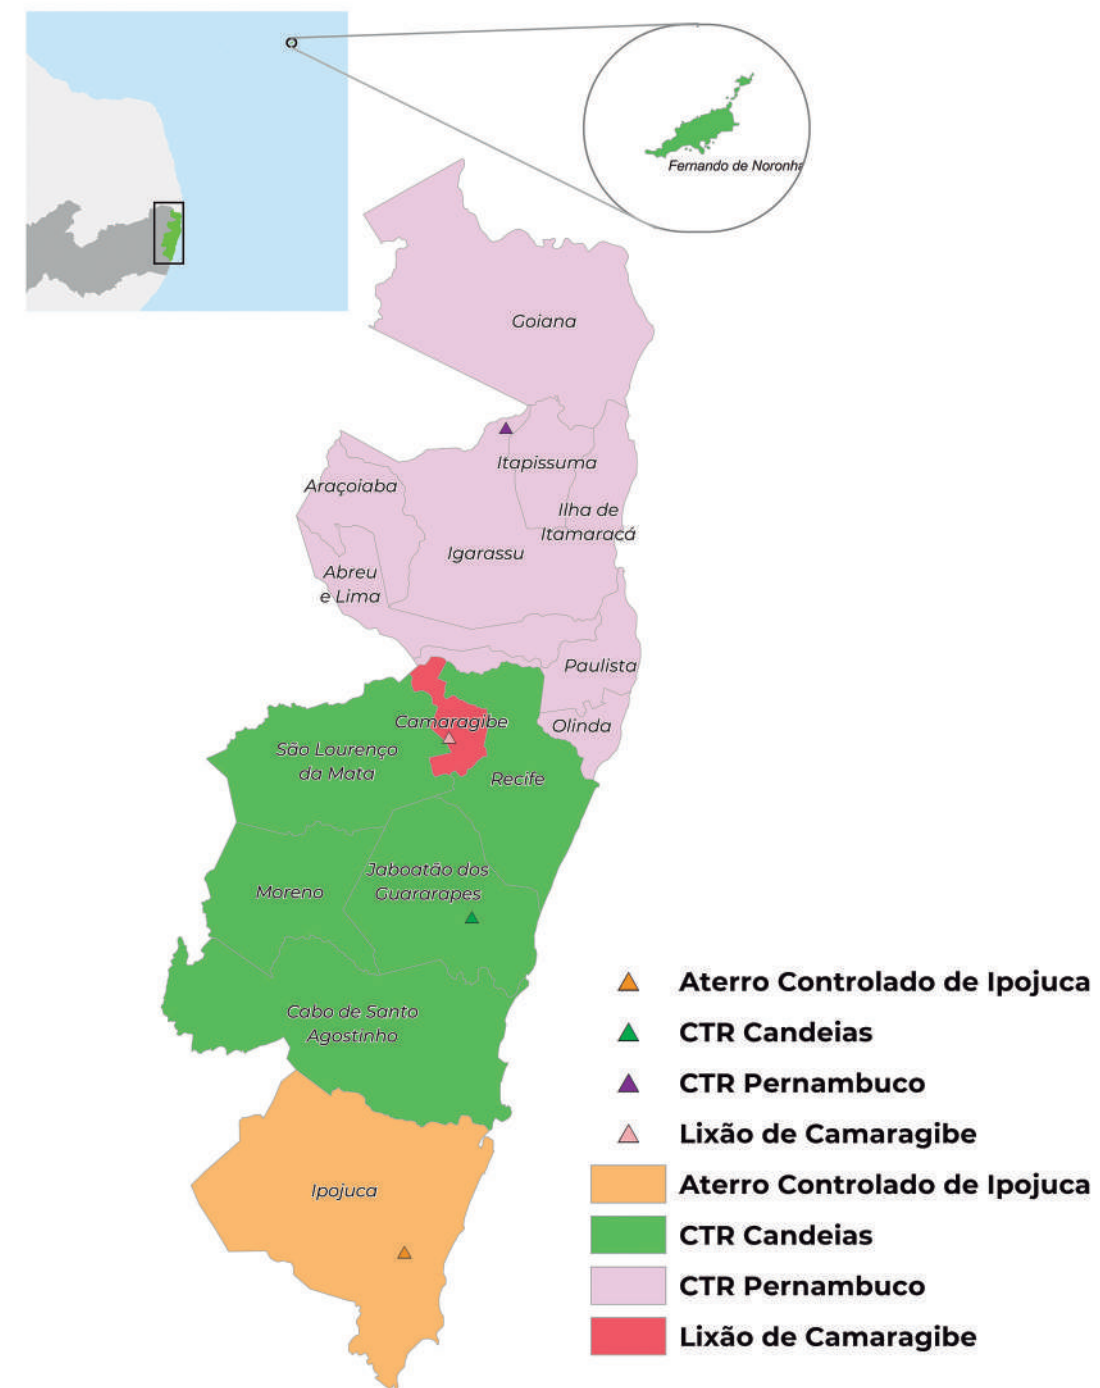 Fernando de Noronha
Goiana
Itapissuma
Araçoiaba
Ilha de
Itamaracá
Igarassu
Abreu
e Lima
Paulista
Camaragibe
Olinda
São Lourenço
da Mata
Recife
Jaboatão dos
Guararapes
Moreno
Cabo de Santo
Agostinho
Ipojuca
Aterro Controlado de Ipojuca
CTR Candeias
CTR Pernambuco
Lixão de Camaragibe
Aterro Controlado de Ipojuca
CTR Candeias
CTR Pernambuco
Lixão de Camaragibe